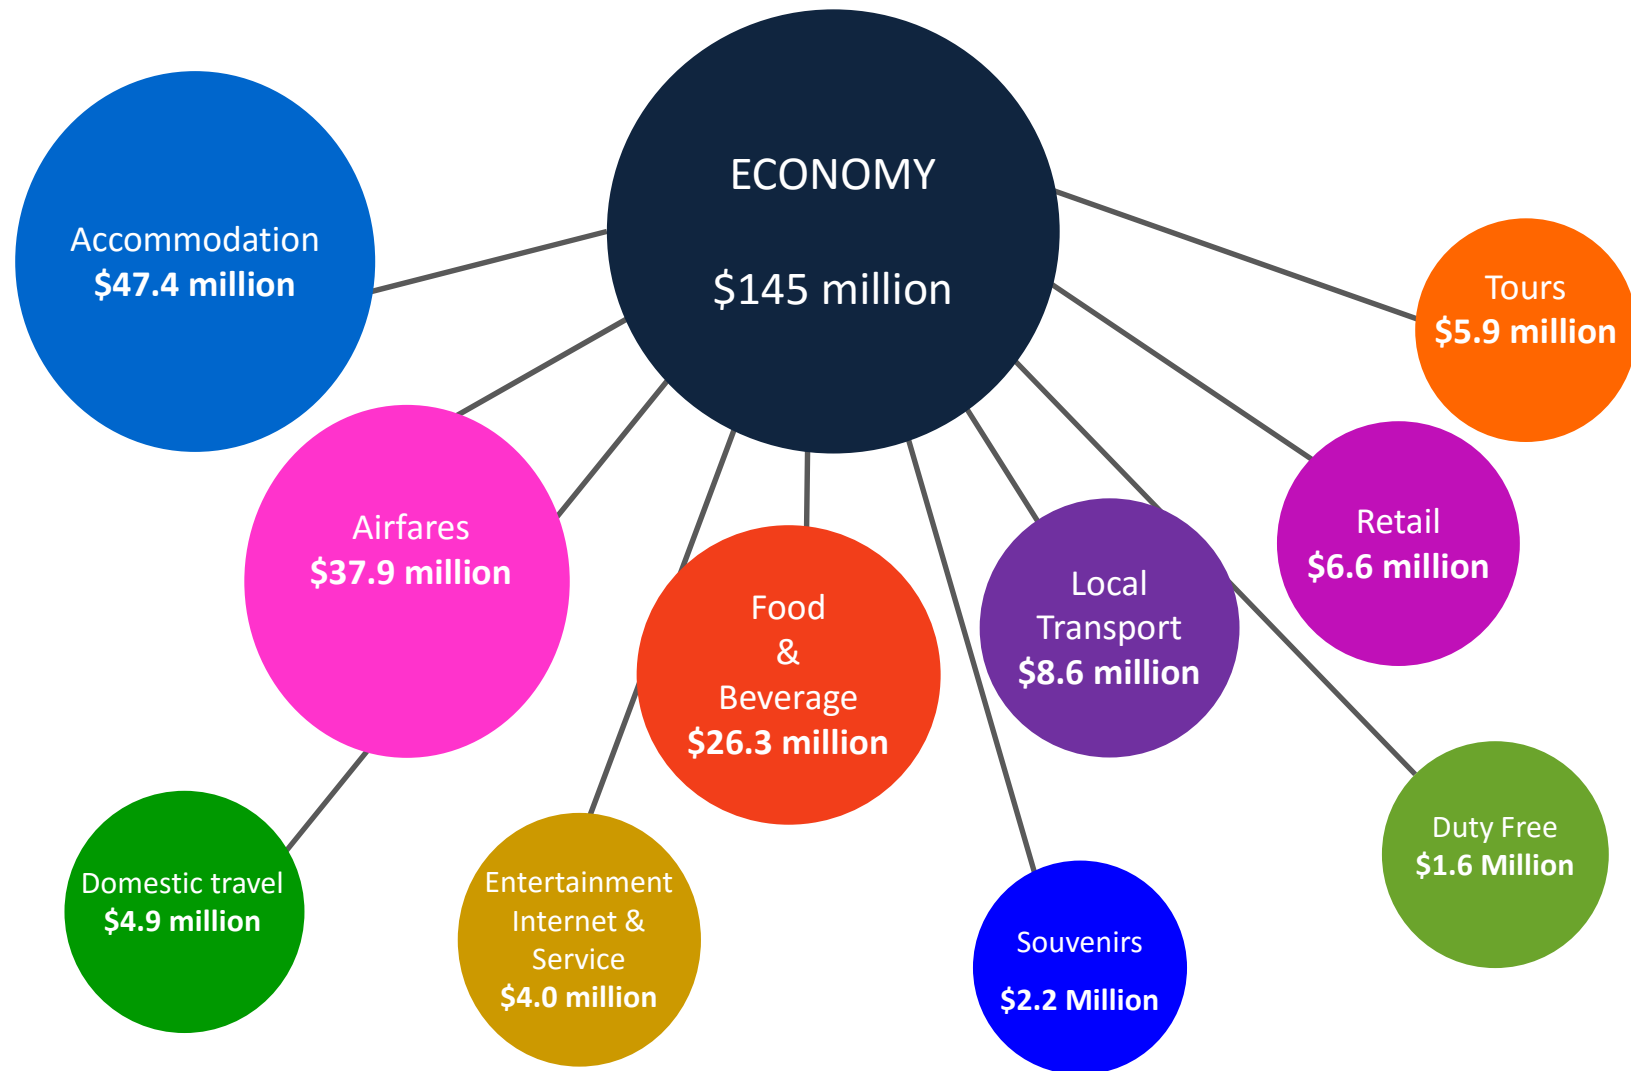 ECONOMY
$145 million
Accommodation
$47.4 million
Tours
$5.9 million
Airfares
$37.9 million
Retail
$6.6 million
Food
&
Beverage
$26.3 million
Local
Transport
$8.6 million
Domestic travel
$4.9 million
Entertainment
Internet &
Service
$4.0 million
Souvenirs
$2.2 Million
Duty Free
$1.6 Million